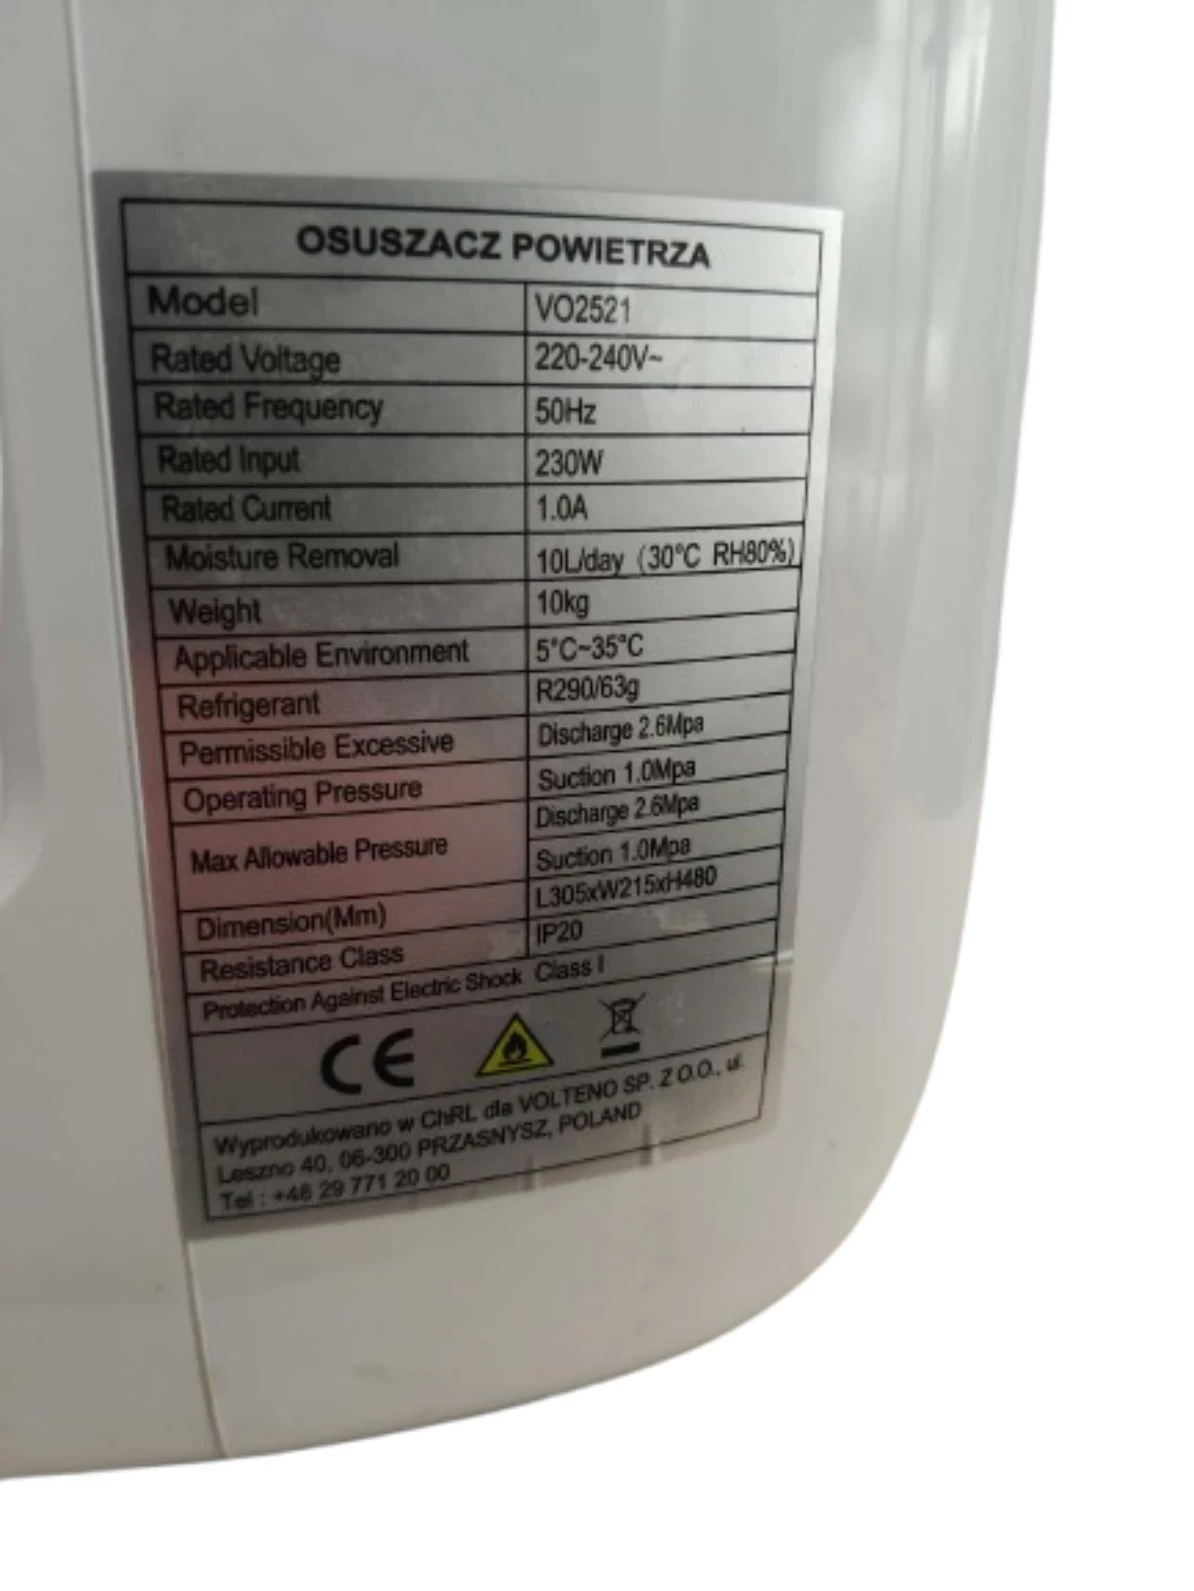 OSUSZACZ POWIETRZA
Model VO2521
Rated Voltage 220-240V~
Rated Frequency 50Hz
Rated Input 230W
Rated Current 1.0A
Moisture Removal 10L/day (30°C RH80%)
Weight 10kg
Applicable Environment 5°C~35°C
Refrigerant R290/63g
Permissible Excessive Discharge 2.6Mpa
Operating Pressure Suction 1.0Mpa
Max Allowable Pressure Discharge 2.6Mpa
Suction 1.0Mpa
Dimension(Mm) L305xW215xH480
Resistance Class IP20
Protection Against Electric Shock Class I
CE
Wyprodukowano w ChRL dla VOLTENO SP. Z O.O., ul.
Leszno 40, 06-300 PRZASNYSZ, POLAND
Tel : +48 29 771 20 00